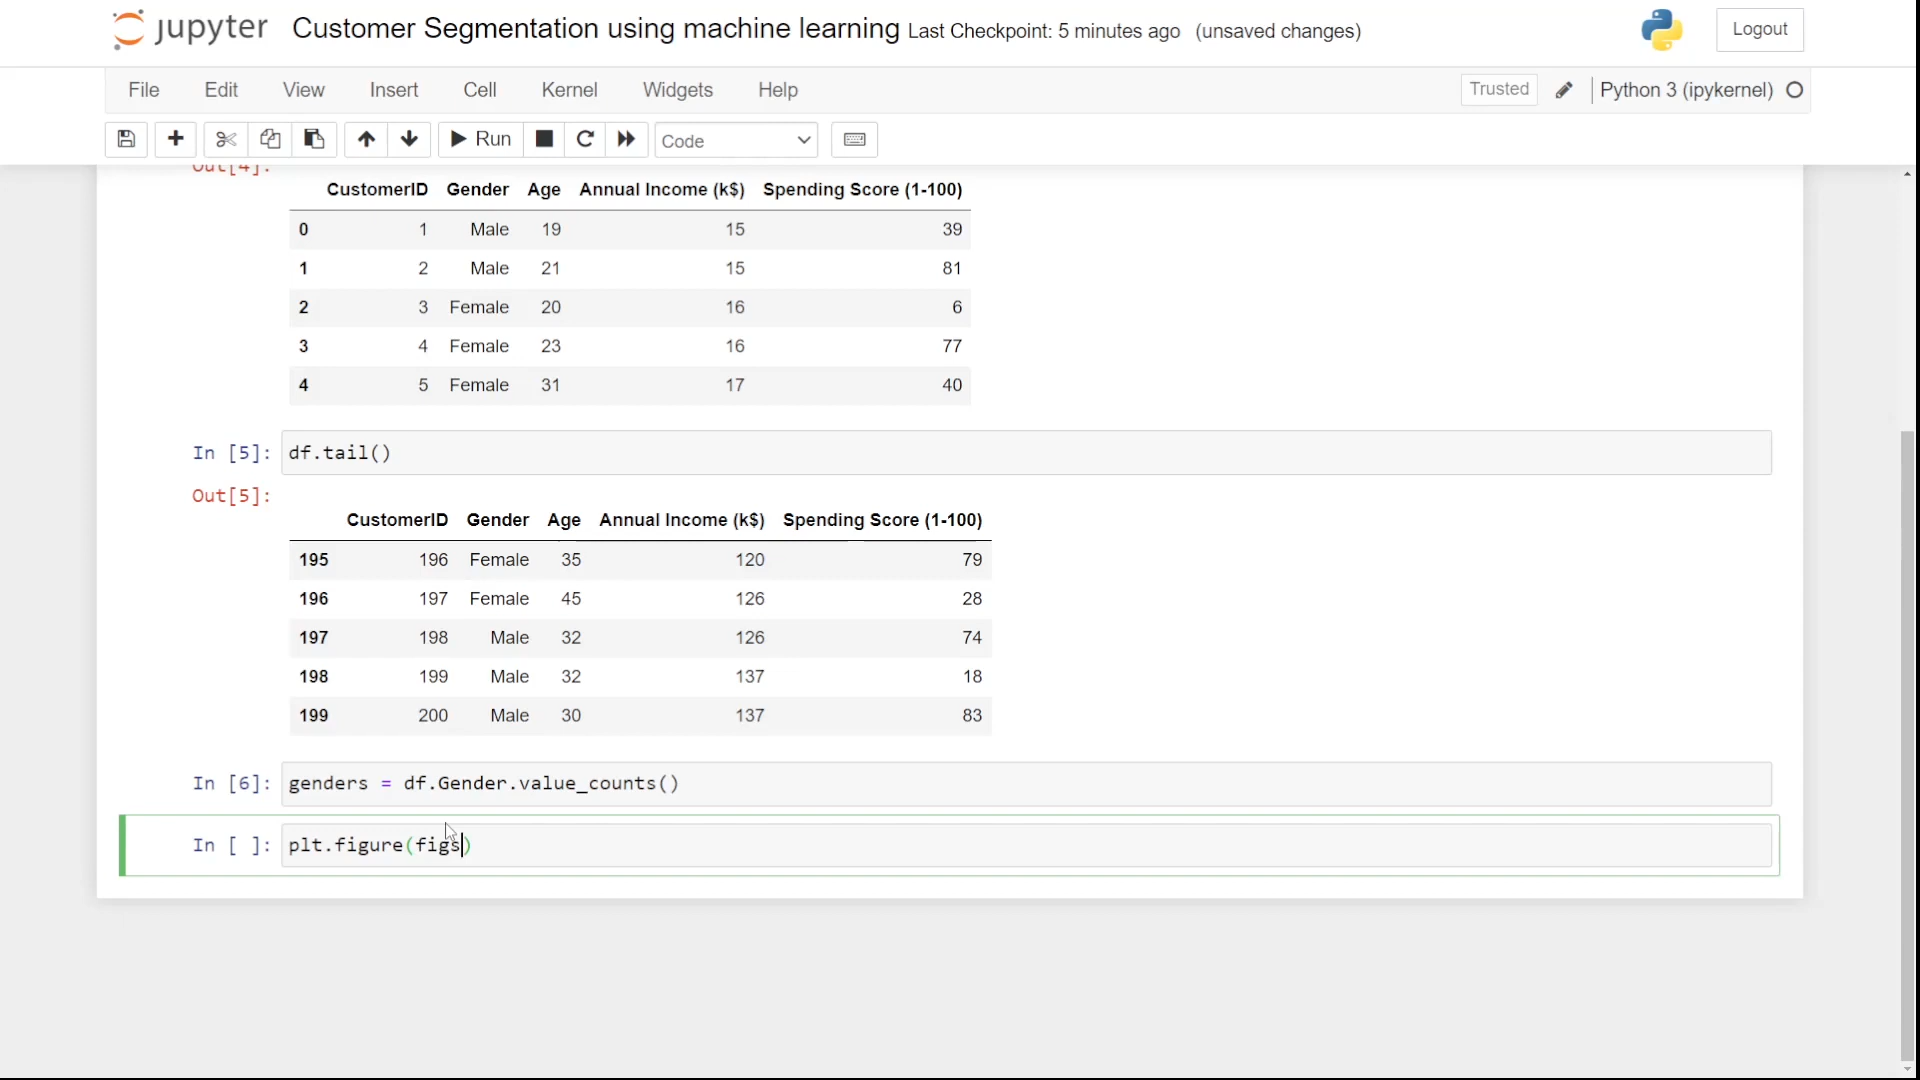 jupyter Customer Segmentation using machine learning Last Checkpoint: 5 minutes ago (unsaved changes) Logout
File Edit View Insert Cell Kernel Widgets Help Trusted Python 3 (ipykernel)
Run Code
Out[4]:
CustomerID Gender Age Annual Income (k$) Spending Score (1-100)
0 1 Male 19 15 39
1 2 Male 21 15 81
2 3 Female 20 16 6
3 4 Female 23 16 77
4 5 Female 31 17 40
In [5]: df.tail()
Out[5]:
CustomerID Gender Age Annual Income (k$) Spending Score (1-100)
195 196 Female 35 120 79
196 197 Female 45 126 28
197 198 Male 32 126 74
198 199 Male 32 137 18
199 200 Male 30 137 83
In [6]: genders = df.Gender.value_counts()
In [ ]: plt.figure(figs)